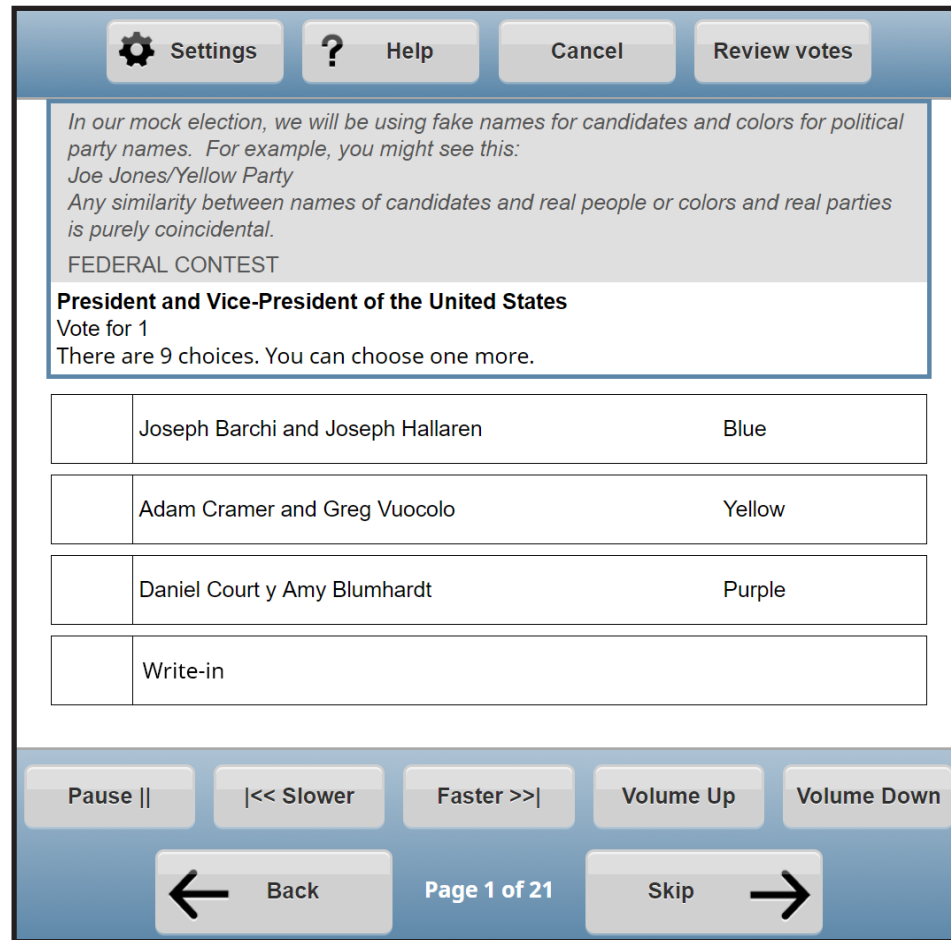 Settings
? Help
Cancel
Review votes
In our mock election, we will be using fake names for candidates and colors for political
party names. For example, you might see this:
Joe Jones/Yellow Party
Any similarity between names of candidates and real people or colors and real parties
is purely coincidental.
FEDERAL CONTEST
President and Vice-President of the United States
Vote for 1
There are 9 choices. You can choose one more.
Joseph Barchi and Joseph Hallaren Blue
Adam Cramer and Greg Vuocolo Yellow
Daniel Court y Amy Blumhardt Purple
Write-in
Pause ||
|<< Slower
Faster >>|
Volume Up
Volume Down
Back
Page 1 of 21
Skip